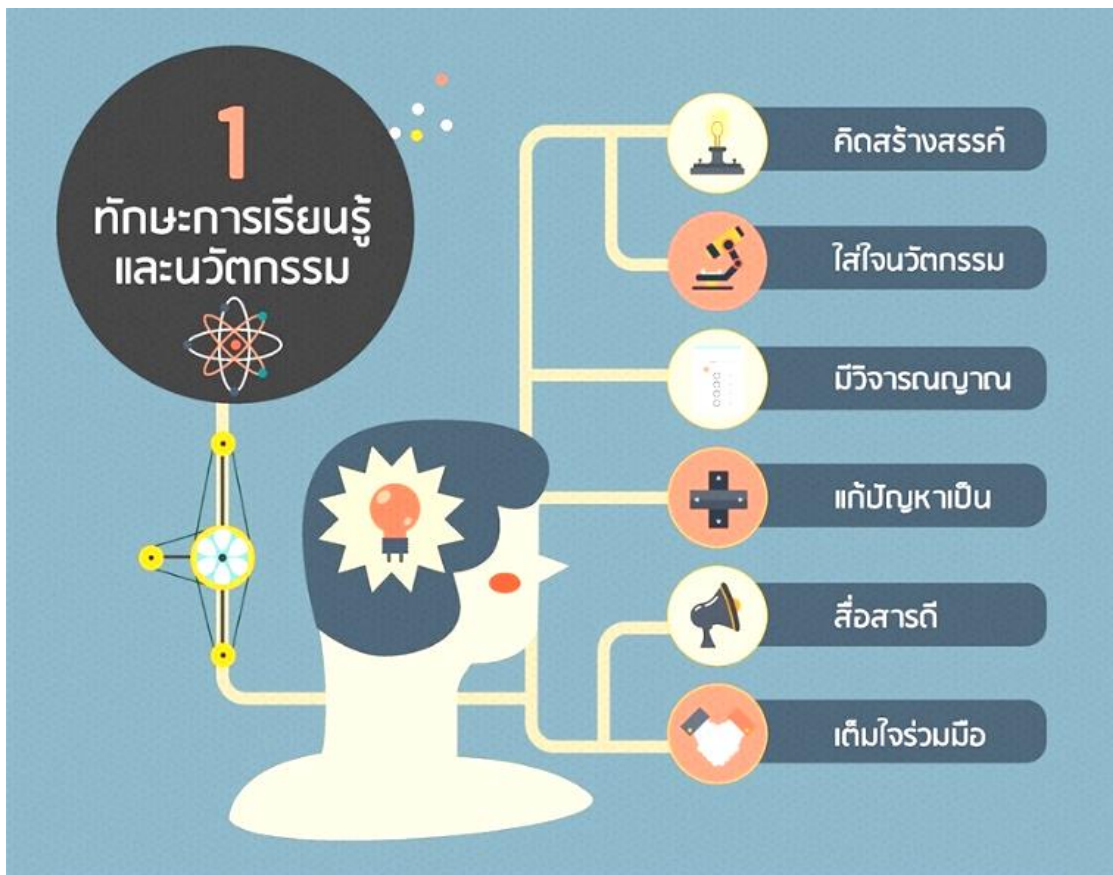 1
ทักษะการเรียนรู้
และนวัตกรรม
คิดสร้างสรรค์
ใส่ใจนวัตกรรม
มีวิจารณญาณ
แก้ปัญหาเป็น
สื่อสารดี
เต็มใจร่วมมือ